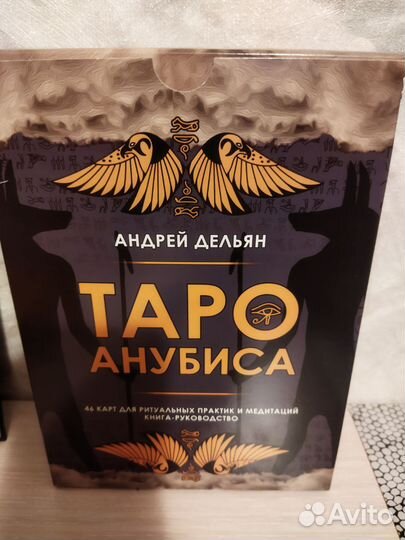 АНДРЕЙ ДЕЛЬЯН
ТАРО
АНУБИСА
46 КАРТ ДЛЯ РИТУАЛЬНЫХ ПРАКТИК И МЕДИТАЦИЙ
КНИГА-РУКОВОДСТВО
Avito